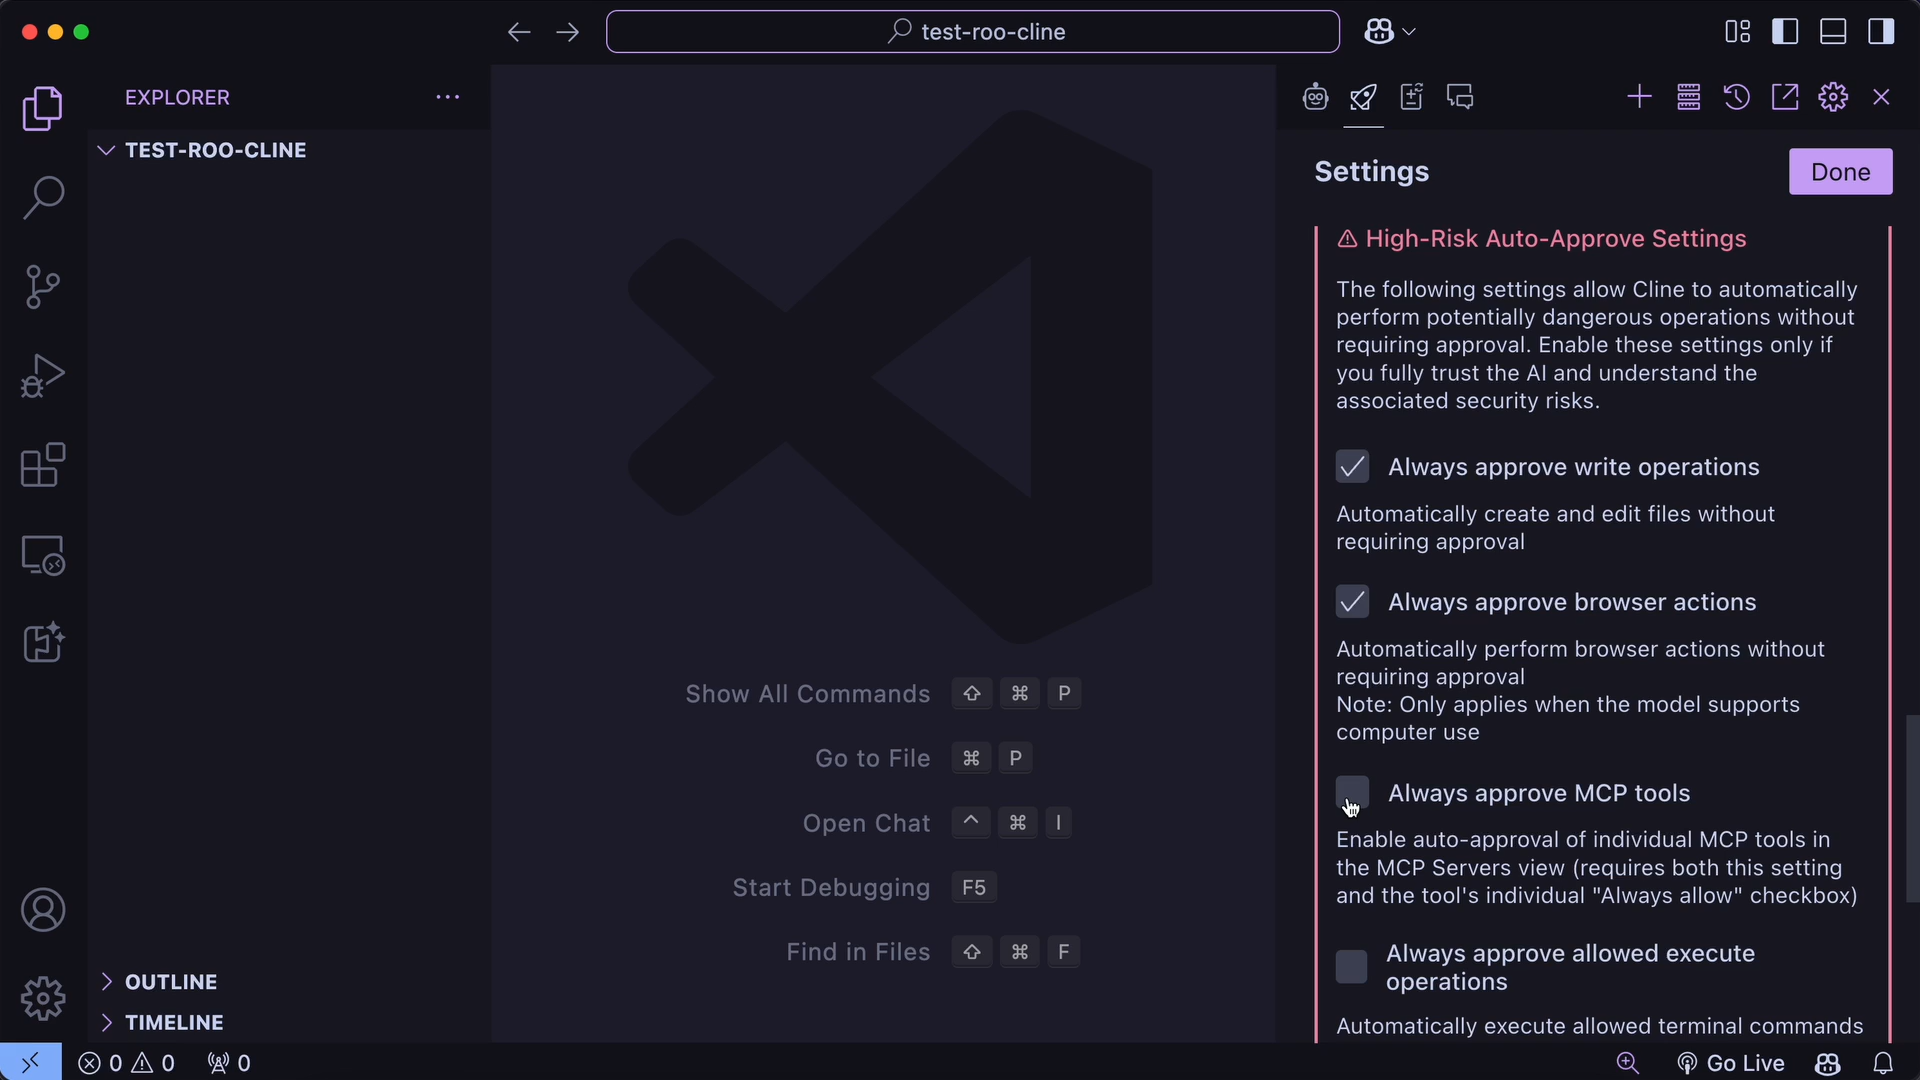 test-roo-cline
EXPLORER
TEST-ROO-CLINE
OUTLINE
TIMELINE
Show All Commands ⇧ ⌘ P
Go to File ⌘ P
Open Chat ^ ⌘ I
Start Debugging F5
Find in Files ⇧ ⌘ F
Settings
Done
High-Risk Auto-Approve Settings
The following settings allow Cline to automatically
perform potentially dangerous operations without
requiring approval. Enable these settings only if
you fully trust the AI and understand the
associated security risks.
Always approve write operations
Automatically create and edit files without
requiring approval
Always approve browser actions
Automatically perform browser actions without
requiring approval
Note: Only applies when the model supports
computer use
Always approve MCP tools
Enable auto-approval of individual MCP tools in
the MCP Servers view (requires both this setting
and the tool's individual "Always allow" checkbox)
Always approve allowed execute
operations
Automatically execute allowed terminal commands
0 0 0
Go Live